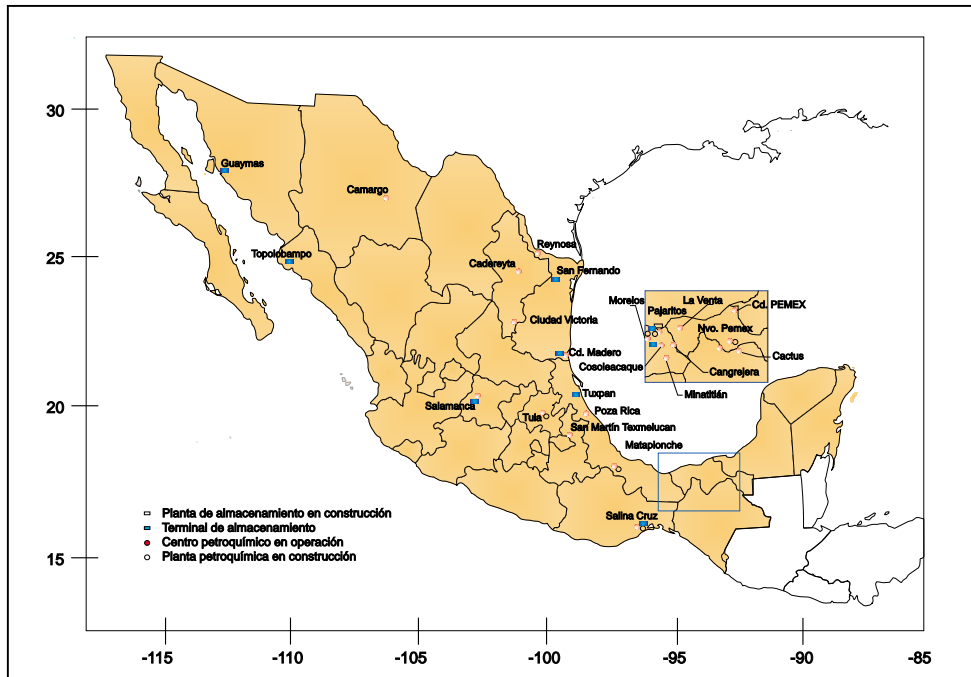 30
25
20
15
-115
-110
-105
-100
-95
-90
-85
Guaymas
Camargo
Topolobampo
Reynosa
Cadereyta
San Fernando
Ciudad Victoria
Cd. Madero
Salamanca
Tuxpan
Tula
Poza Rica
San Martín Texmelucan
Matapionche
Salina Cruz
Morelos
La Venta
Cd. PEMEX
Pajaritos
Nvo. Pemex
Cosoleacaque
Cactus
Cangrejera
Minatitlán
Planta de almacenamiento en construcción
Terminal de almacenamiento
Centro petroquímico en operación
Planta petroquímica en construcción